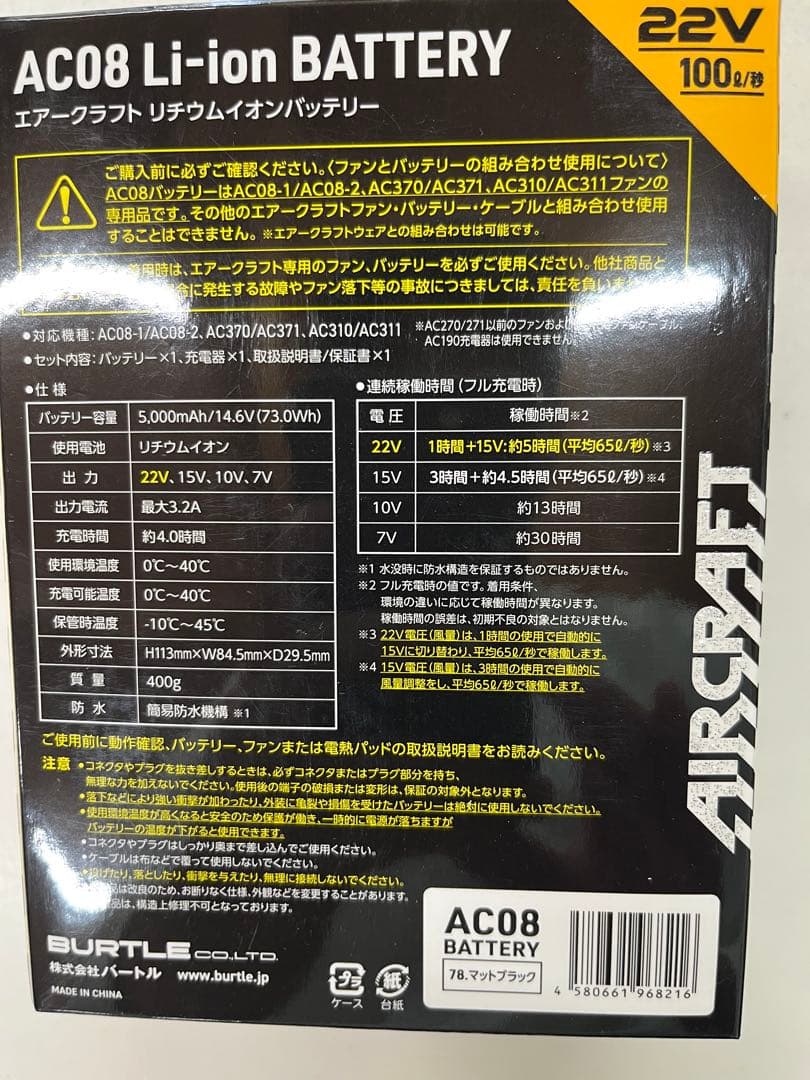 22V
100ℓ/秒
AC08 Li-ion BATTERY
エアークラフト リチウムイオンバッテリー
ご購入前に必ずご確認ください。〈ファンとバッテリーの組み合わせ使用について〉
AC08バッテリーはAC08-1/AC08-2、AC370/AC371、AC310/AC311ファンの
専用品です。その他のエアークラフトファン・バッテリー・ケーブルと組み合わせ使用
することはできません。※エアークラフトウェアとの組み合わせは可能です。
着用時は、エアークラフト専用のファン、バッテリーを必ずご使用ください。他社商品と
に発生する故障やファン落下等の事故につきましては、責任を負いま
●対応機種：AC08-1/AC08-2、AC370/AC371、AC310/AC311
※AC270/271以前のファンおよ ファンケーブル、
AC190充電器は使用できません。
●セット内容：バッテリー×1、充電器×1、取扱説明書/保証書×1
●仕様
バッテリー容量 5,000mAh/14.6V(73.0Wh)
使用電池 リチウムイオン
出力 22V、15V、10V、7V
出力電流 最大3.2A
充電時間 約4.0時間
使用環境温度 0℃〜40℃
充電可能温度 0℃〜40℃
保管時温度 -10℃〜45℃
外形寸法 H113mm×W84.5mm×D29.5mm
質量 400g
防水 簡易防水機構 ※1
●連続稼働時間（フル充電時）
電圧 稼働時間※2
22V 1時間＋15V：約5時間(平均65ℓ/秒)※3
15V 3時間＋約4.5時間(平均65ℓ/秒)※4
10V 約13時間
7V 約30時間
※1 水没時に防水構造を保証するものではありません。
※2 フル充電時の値です。着用条件、
環境の違いに応じて稼働時間が異なります。
稼働時間の誤差は、初期不良の対象とはなりません。
※3 22V電圧(風量)は、1時間の使用で自動的に
15Vに切り替わり、平均65ℓ/秒で稼働します。
※4 15V電圧(風量)は、3時間の使用で自動的に
風量調整をし、平均65ℓ/秒で稼働します。
AIRCRAFT
ご使用前に動作確認、バッテリー、ファンまたは電熱パッドの取扱説明書をお読みください。
注意 ●コネクタやプラグを抜き差しするときは、必ずコネクタまたはプラグ部分を持ち、
無理な力を加えないでください。使用後の端子の破損または変形は、保証の対象外となります。
●落下などにより強い衝撃が加わったり、外装に亀裂や損傷を受けたバッテリーは絶対に使用しないでください。
●使用環境温度が高くなると安全のため保護が働き、一時的に電源が落ちますが
バッテリーの温度が下がると使用できます。
●コネクタやプラグはしっかり奥まで差し込んでご使用ください。
●ケーブルは布などで覆って使用しないでください。
●投げたり、落としたり、衝撃を与えたり、無理に接続しないでください。
品は改良のため、お断りなく仕様、外観などを変更することがあります。
品は、構造上修理不可となっております。
BURTLE CO.,LTD.
株式会社バートル www.burtle.jp
MADE IN CHINA
プラ
ケース
紙
台紙
AC08
BATTERY
78.マットブラック
4 580661 968216